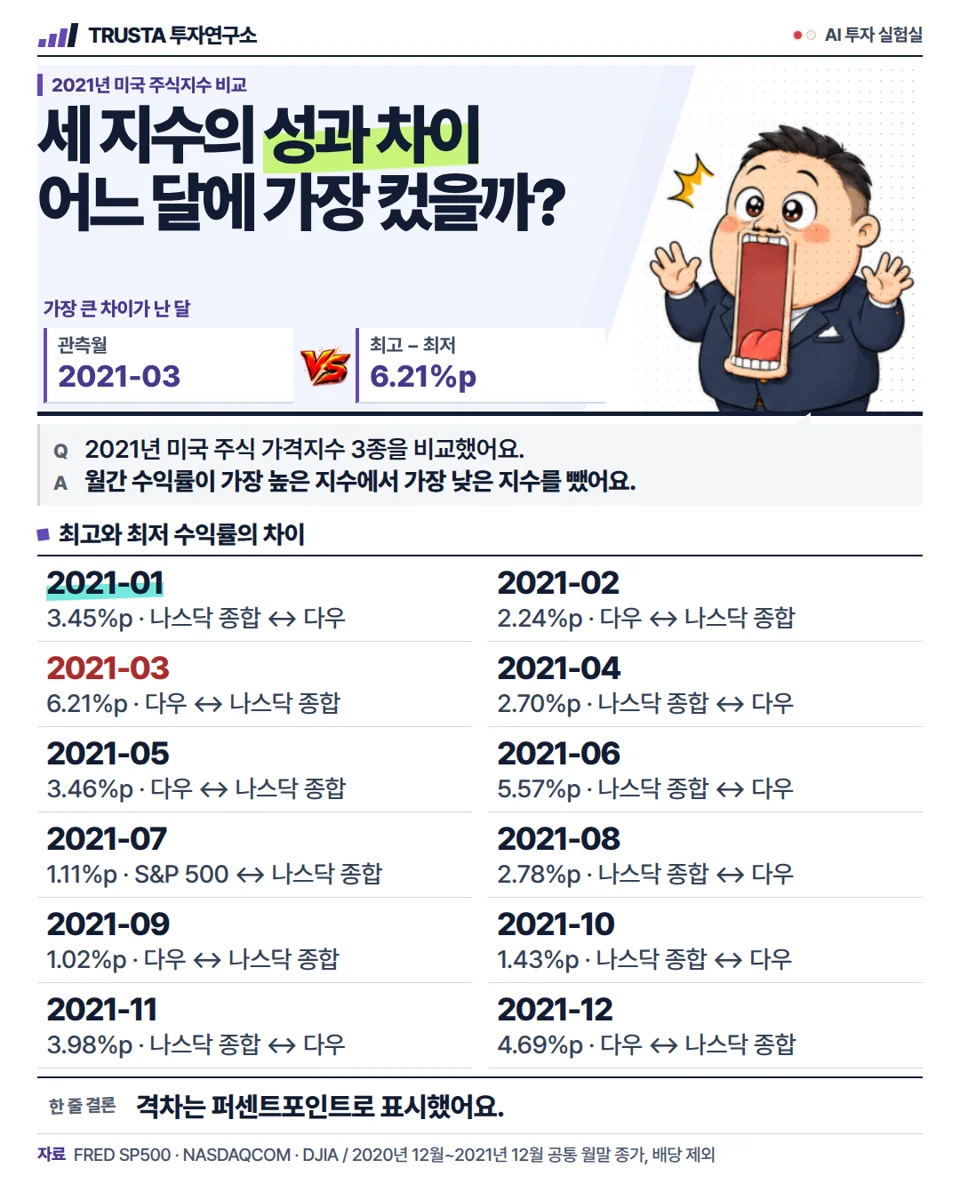 TRUSTA 투자연구소
AI 투자 실험실
2021년 미국 주식지수 비교
세 지수의 성과 차이
어느 달에 가장 컸을까?
가장 큰 차이가 난 달
관측월
2021-03
VS
최고 – 최저
6.21%p
Q 2021년 미국 주식 가격지수 3종을 비교했어요.
A 월간 수익률이 가장 높은 지수에서 가장 낮은 지수를 뺐어요.
최고와 최저 수익률의 차이
2021-01
3.45%p · 나스닥 종합 ↔ 다우
2021-02
2.24%p · 다우 ↔ 나스닥 종합
2021-03
6.21%p · 다우 ↔ 나스닥 종합
2021-04
2.70%p · 나스닥 종합 ↔ 다우
2021-05
3.46%p · 다우 ↔ 나스닥 종합
2021-06
5.57%p · 나스닥 종합 ↔ 다우
2021-07
1.11%p · S&P 500 ↔ 나스닥 종합
2021-08
2.78%p · 나스닥 종합 ↔ 다우
2021-09
1.02%p · 다우 ↔ 나스닥 종합
2021-10
1.43%p · 나스닥 종합 ↔ 다우
2021-11
3.98%p · 나스닥 종합 ↔ 다우
2021-12
4.69%p · 다우 ↔ 나스닥 종합
한 줄 결론 격차는 퍼센트포인트로 표시했어요.
자료 FRED SP500 · NASDAQCOM · DJIA / 2020년 12월~2021년 12월 공통 월말 종가, 배당 제외